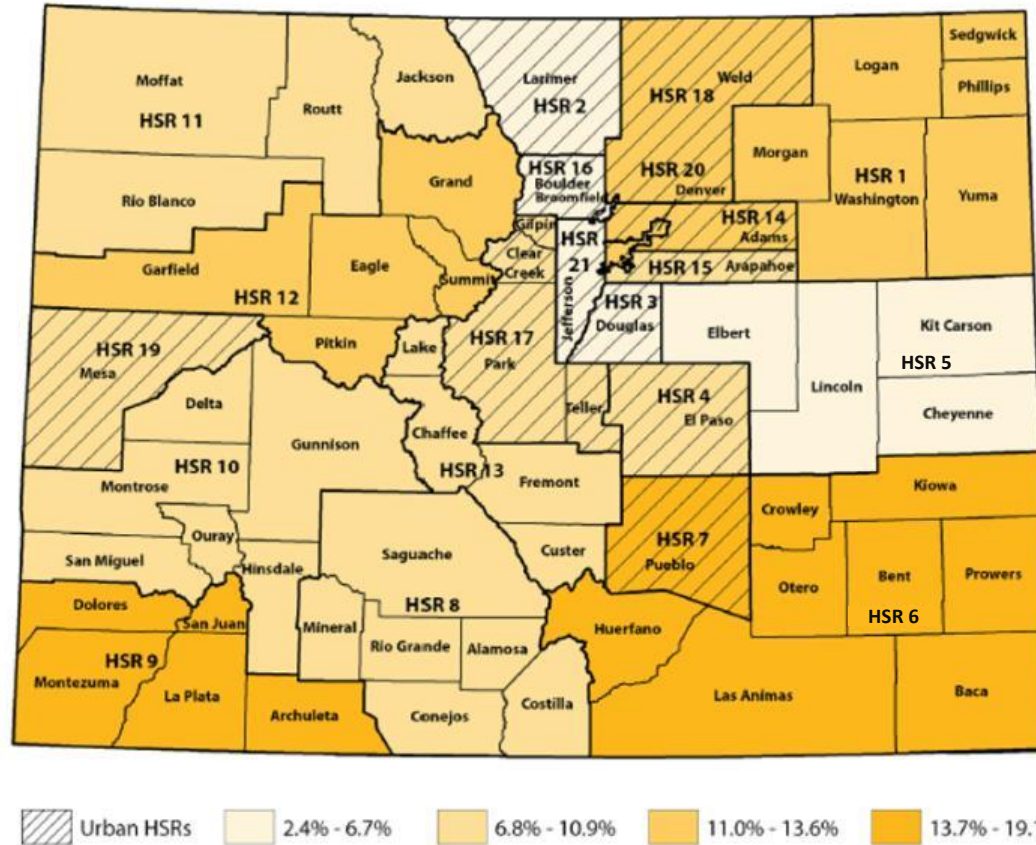 Sedgwick
Logan
Jackson
Larimer
Weld
Moffat
Phillips
HSR 18
HSR 2
Routt
HSR 11
Morgan
HSR 16
HSR 20
HSR 1
Grand
Boulder
Denver
Washington
Yuma
Rio Blanco
Broomfield
HSR 14
Gilpin
HSR
Adams
Clear
Creek
21
HSR 15
Arapahoe
Garfield
Eagle
Summit
HSR 12
HSR 3
Douglas
Jefferson
Elbert
Kit Carson
HSR 19
Pitkin
Lake
HSR 17
Park
HSR 5
Mesa
Lincoln
Delta
Teller
HSR 4
El Paso
Cheyenne
Chaffee
Gunnison
HSR 10
HSR 13
Montrose
Fremont
Kiowa
Crowley
Ouray
HSR 7
Pueblo
San Miguel
Hinsdale
Saguache
Custer
Otero
Bent
Prowers
Dolores
HSR 8
HSR 6
San Juan
Mineral
Huerfano
HSR 9
Rio Grande
Alamosa
Montezuma
La Plata
Las Animas
Baca
Archuleta
Conejos
Costilla
Urban HSRs
2.4% - 6.7%
6.8% - 10.9%
11.0% - 13.6%
13.7% - 19.